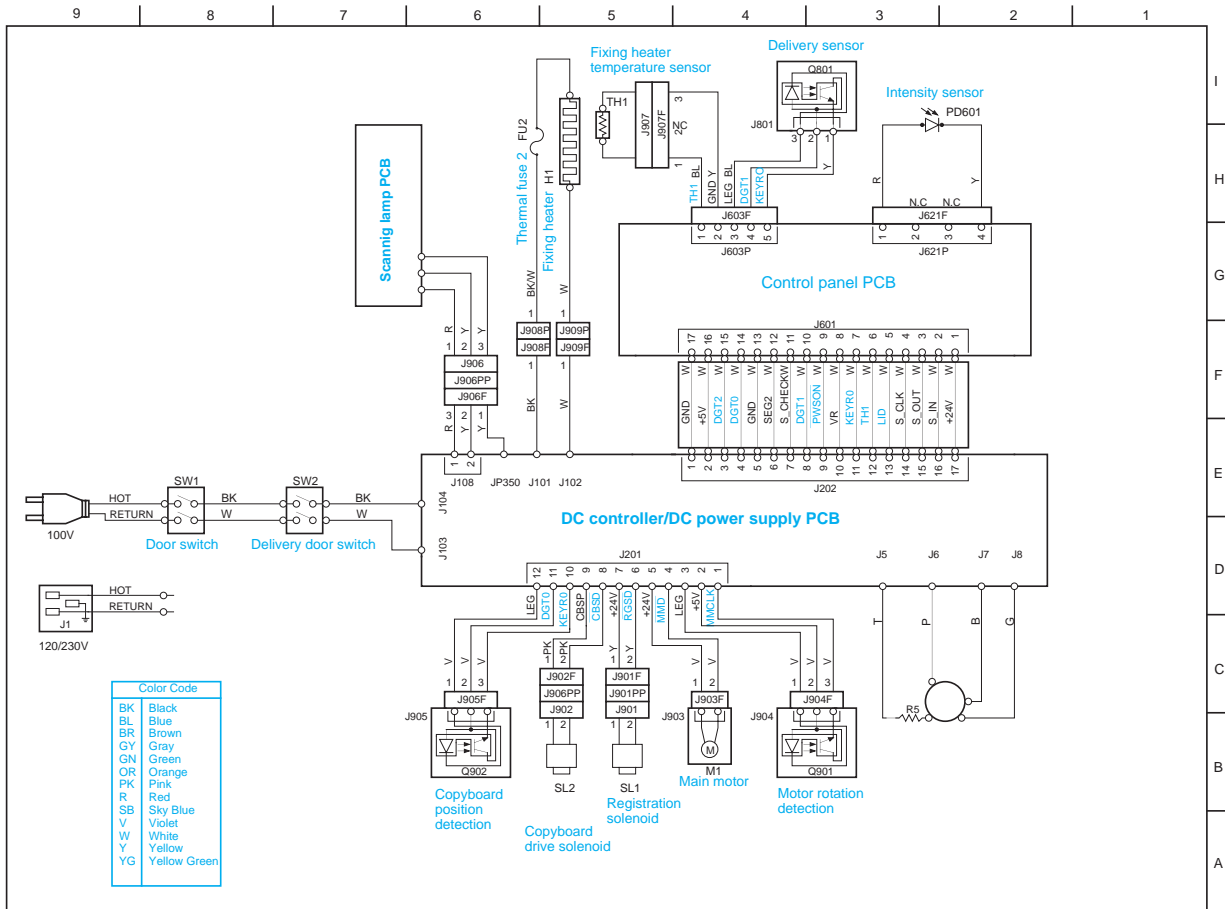 9 8 7 6 5 4 3 2 1
I
H
G
F
E
D
C
B
A
Scannig lamp PCB
R Y Y
1 2 3
J906
J906PP
J906F
3 2 1
R Y Y
FU2
Thermal fuse 2
H1
Fixing heater
BK/W W
1 1
J908P J909P
J908F J909F
1 1
BK W
Fixing heater
temperature sensor
TH1
J907
J907F
3
NC
2
1
Delivery sensor
Q801
J801
3 2 1
Y
Intensity sensor
PD601
R Y
N.C N.C
TH1 BL
GND Y
LEG BL
DGT1
KEYR0
J603F
1 2 3 4 5
J603P
J621F
1 2 3 4
J621P
Control panel PCB
J601
17 16 15 14 13 12 11 10 9 8 7 6 5 4 3 2 1
W W W W W W W W W W W W W W W W W
GND
+5V
DGT2
DGT0
GND
SEG2
S_CHECK
DGT1
PWSON
VR
KEYR0
TH1
LID
S_CLK
S_OUT
S_IN
+24V
1 2 3 4 5 6 7 8 9 10 11 12 13 14 15 16 17
J202
1 2
J108 JP350 J101 J102
J104
J103
DC controller/DC power supply PCB
HOT
RETURN
100V
SW1
Door switch
BK
W
SW2
Delivery door switch
BK
W
J1
HOT
RETURN
120/230V
J201
12 11 10 9 8 7 6 5 4 3 2 1
LEG
DGT0
KEYR0
CBSP
CBSD
+24V
RGSD
+24V
MMD
LEG
+5V
MMCLK
J5 J6 J7 J8
T P B G
R5
V V V
1 2 3
J905F
J905
Q902
Copyboard
position
detection
PK PK
1 2
J902F
J906PP
J902
1 2
SL2
Copyboard
drive solenoid
Y Y
1 2
J901F
J901PP
J901
1 2
SL1
Registration
solenoid
V V
1 2
J903F
J903
M
M1
Main motor
V V V
1 2 3
J904F
J904
Q901
Motor rotation
detection
Color Code
BK Black
BL Blue
BR Brown
GY Gray
GN Green
OR Orange
PK Pink
R Red
SB Sky Blue
V Violet
W White
Y Yellow
YG Yellow Green